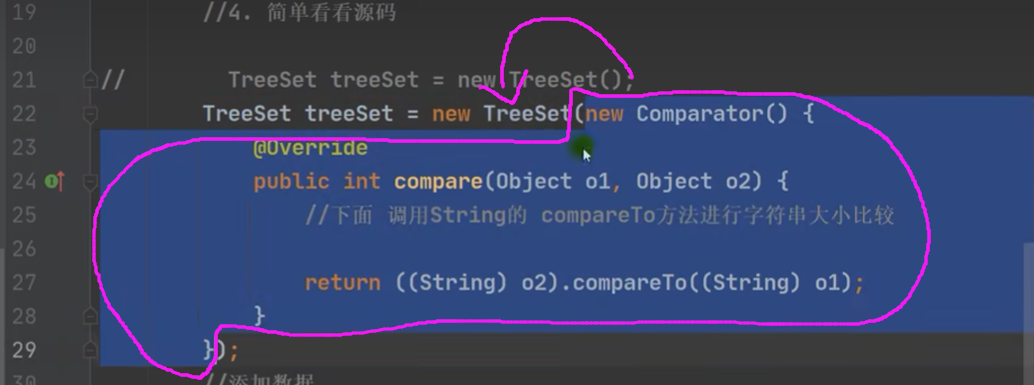 19 //4. 简单看看源码
20
21 // TreeSet treeSet = new TreeSet();
22 TreeSet treeSet = new TreeSet(new Comparator() {
23 @Override
24 public int compare(Object o1, Object o2) {
25 //下面 调用String的 compareTo方法进行字符串大小比较
26
27 return ((String) o2).compareTo((String) o1);
28 }
29 });
30 //添加数据